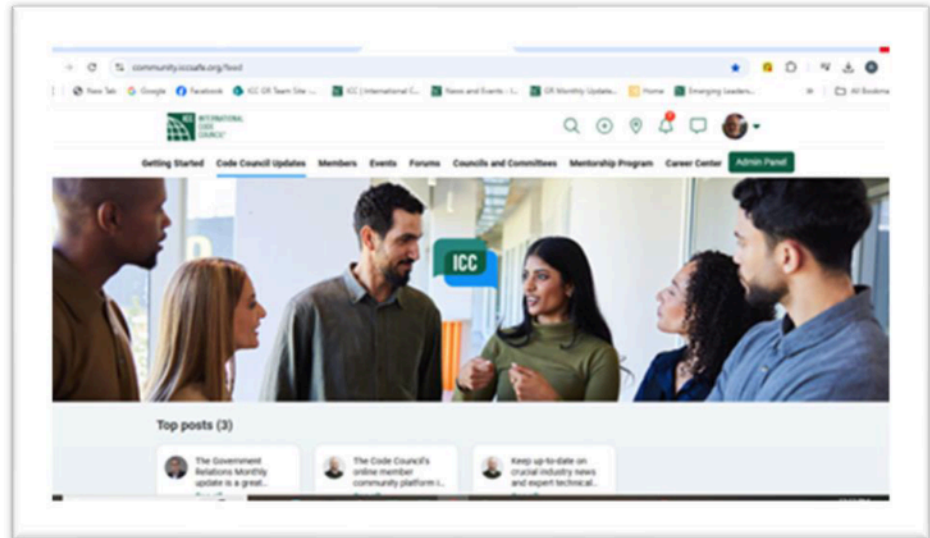 community.iccsafe.org/feed
New Tab Google Facebook ICC GR Team Site -... ICC | International C... News and Events - I... GR Monthly Update... Home Emerging Leaders... » All Bookma
ICC INTERNATIONAL CODE COUNCIL
Getting Started Code Council Updates Members Events Forums Councils and Committees Mentorship Program Career Center Admin Panel
ICC
Top posts (3)
The Government
Relations Monthly
update is a great...
The Code Council's
online member
community platform i...
Keep up-to-date on
crucial industry news
and expert technical...